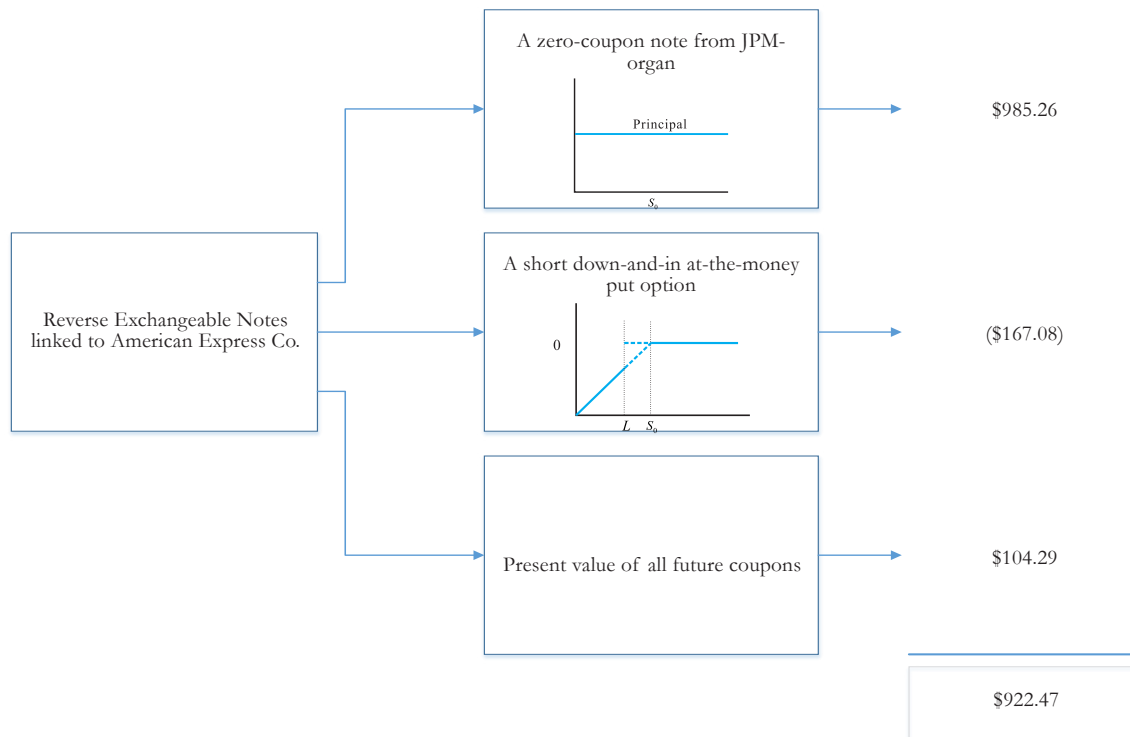 A zero-coupon note from JPM-
organ
Principal
S₀
$985.26
Reverse Exchangeable Notes
linked to American Express Co.
A short down-and-in at-the-money
put option
0
L S₀
($167.08)
Present value of all future coupons
$104.29
$922.47